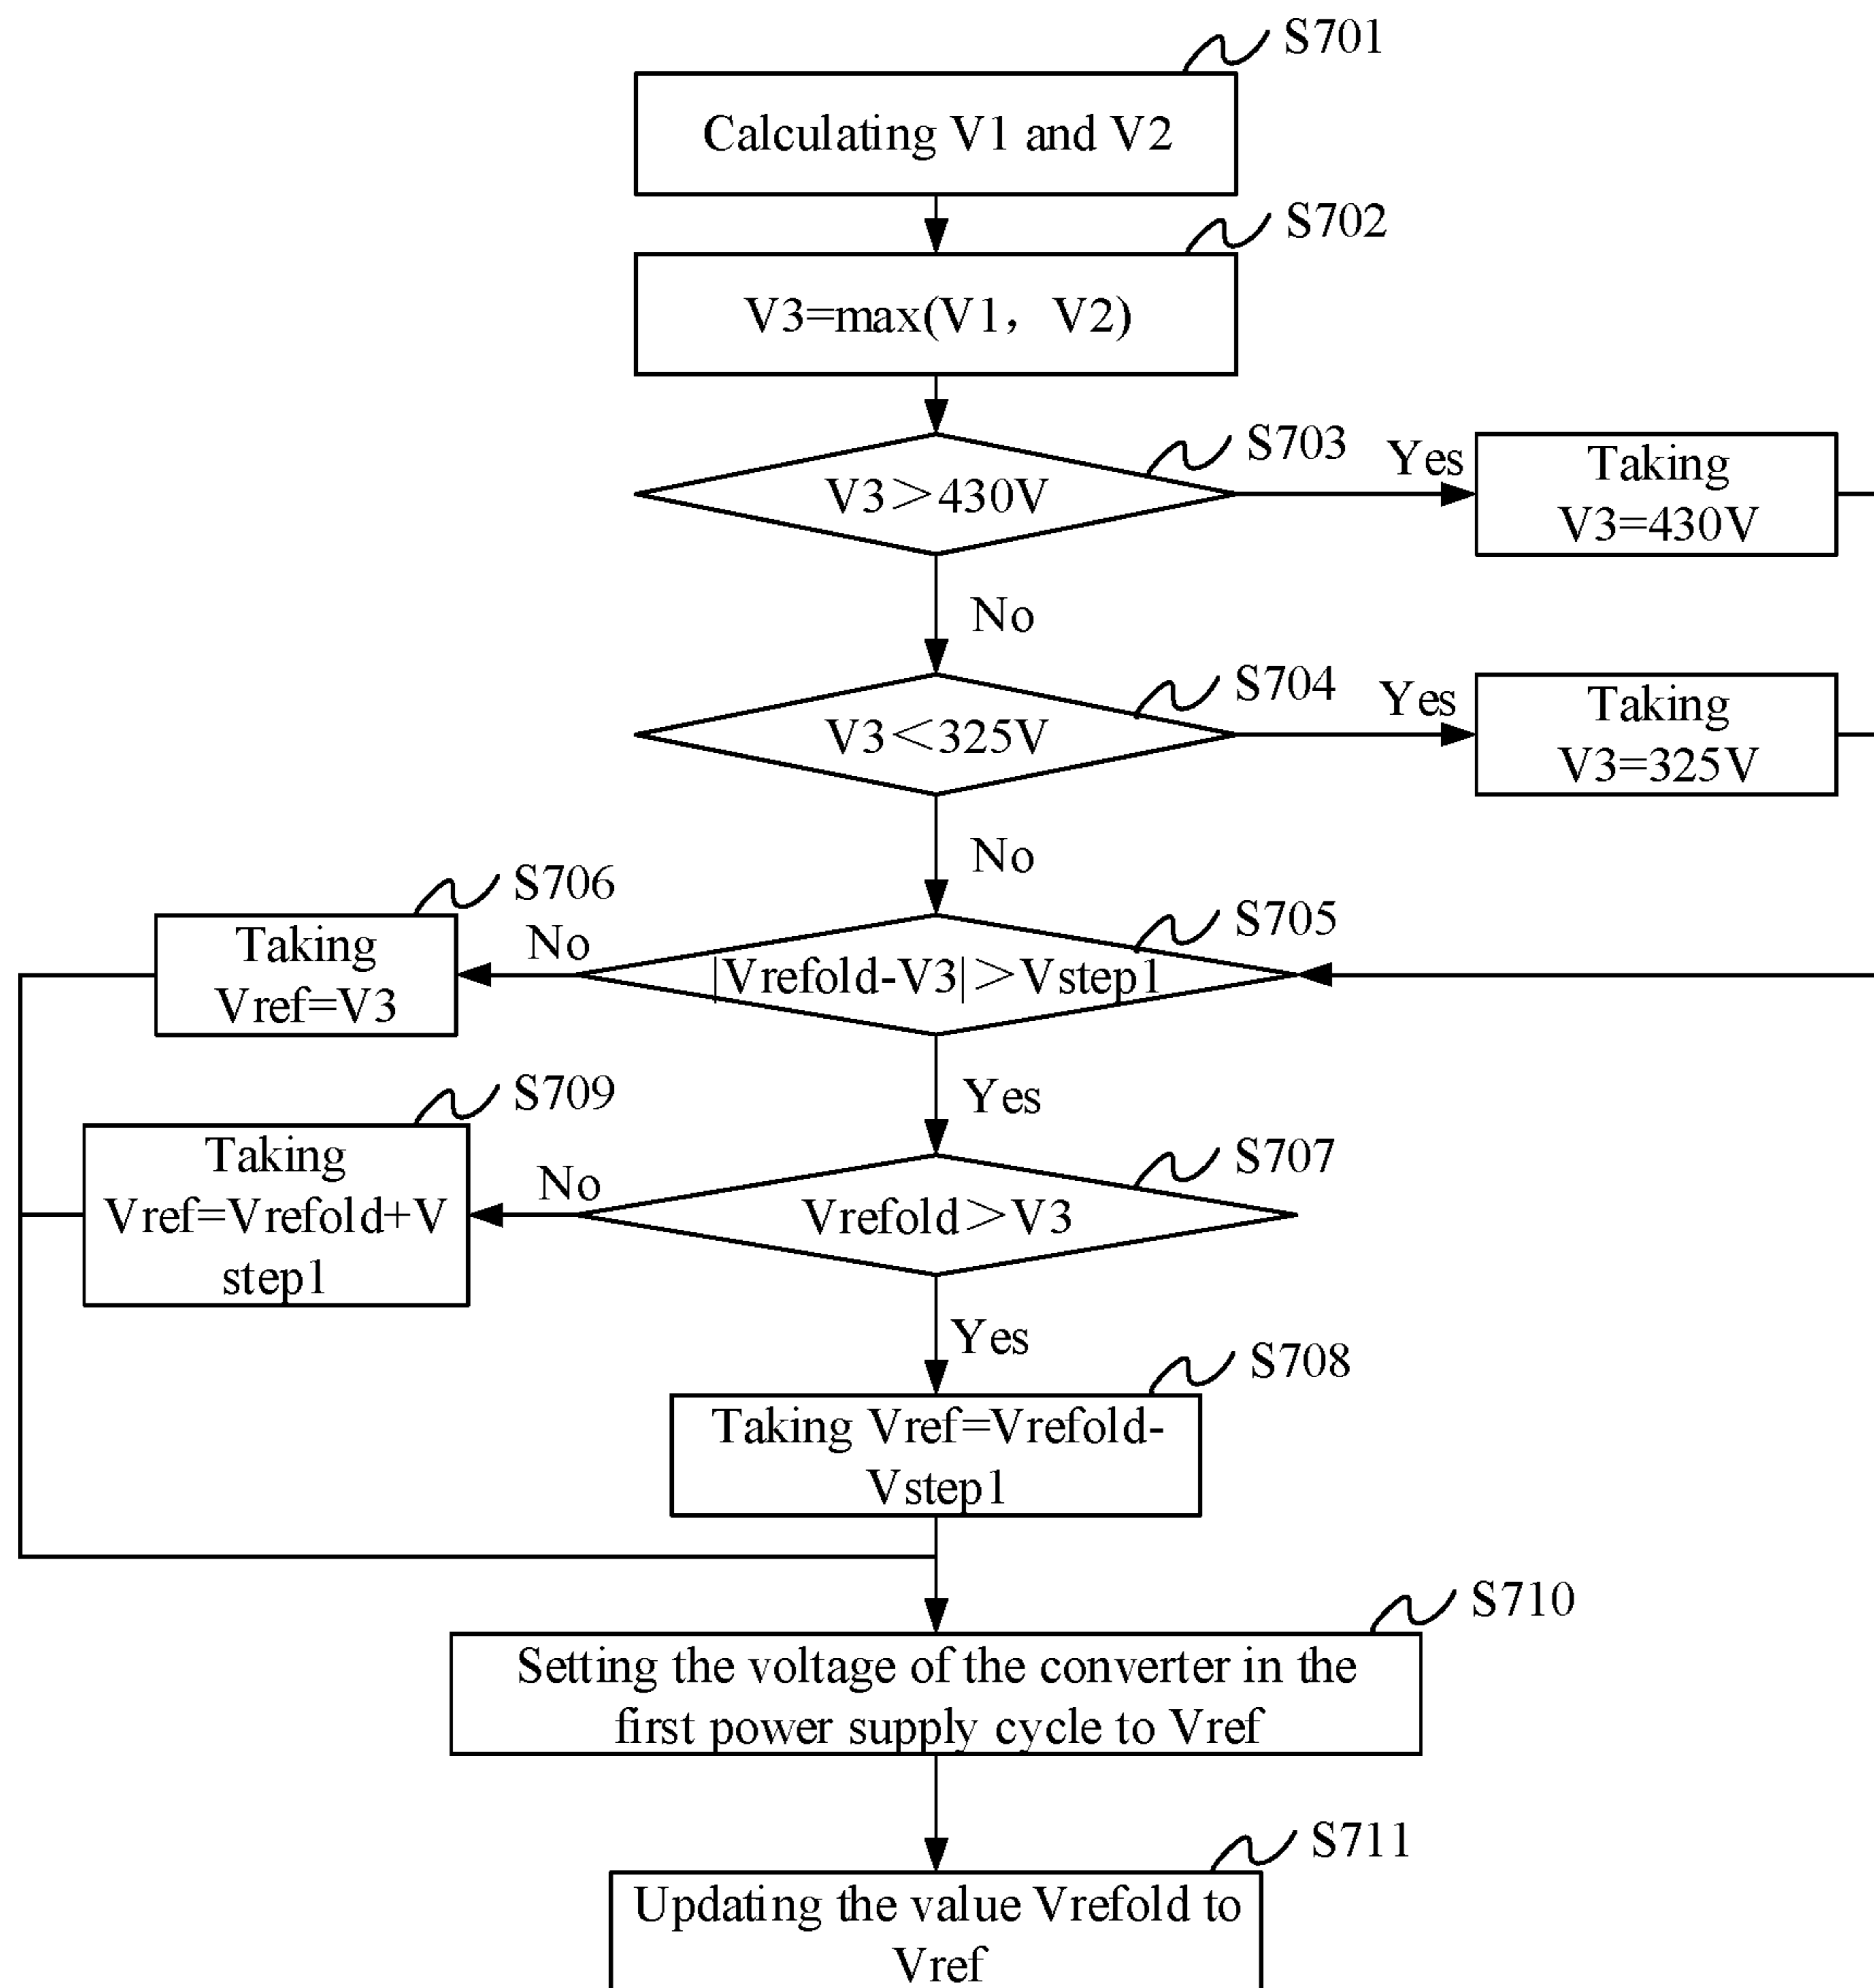 S701
Calculating V1 and V2
S702
V3=max(V1， V2)
S703
V3＞430V
Yes
Taking
V3=430V
No
S704
V3＜325V
Yes
Taking
V3=325V
No
S706
Taking
Vref=V3
No
S705
|Vrefold-V3|＞Vstep1
Yes
S709
Taking
Vref=Vrefold+V
step1
No
S707
Vrefold＞V3
Yes
S708
Taking Vref=Vrefold-
Vstep1
S710
Setting the voltage of the converter in the
first power supply cycle to Vref
S711
Updating the value Vrefold to
Vref